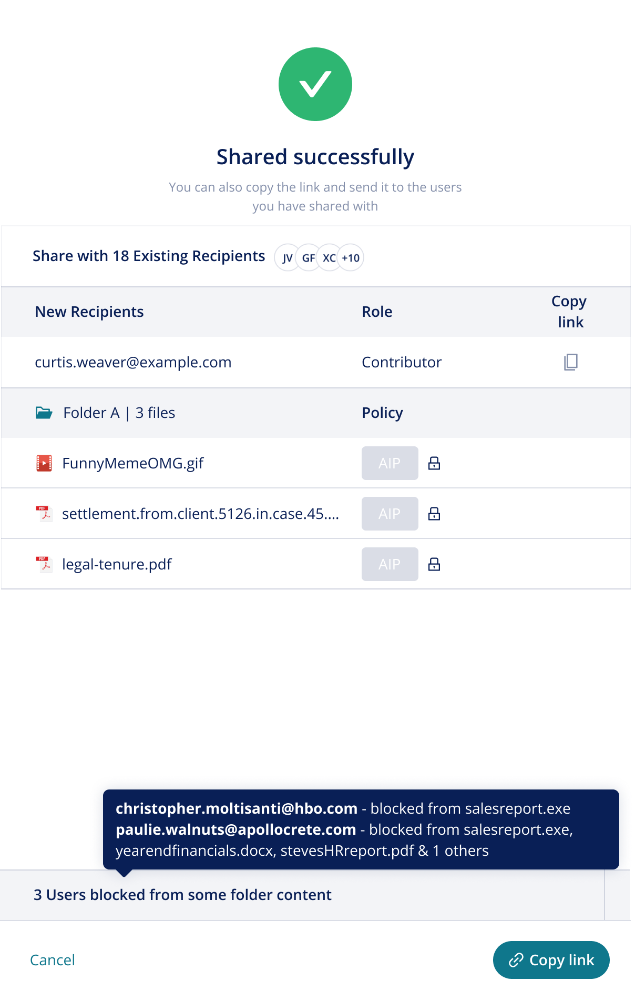 Shared successfully
You can also copy the link and send it to the users
you have shared with
Share with 18 Existing Recipients JV GF XC +10
New Recipients Role Copy
link
curtis.weaver@example.com Contributor
Folder A | 3 files Policy
FunnyMemeOMG.gif AIP
PDF settlement.from.client.5126.in.case.45.... AIP
PDF legal-tenure.pdf AIP
christopher.moltisanti@hbo.com - blocked from salesreport.exe
paulie.walnuts@apollocrete.com - blocked from salesreport.exe,
yearendfinancials.docx, stevesHRreport.pdf & 1 others
3 Users blocked from some folder content
Cancel Copy link